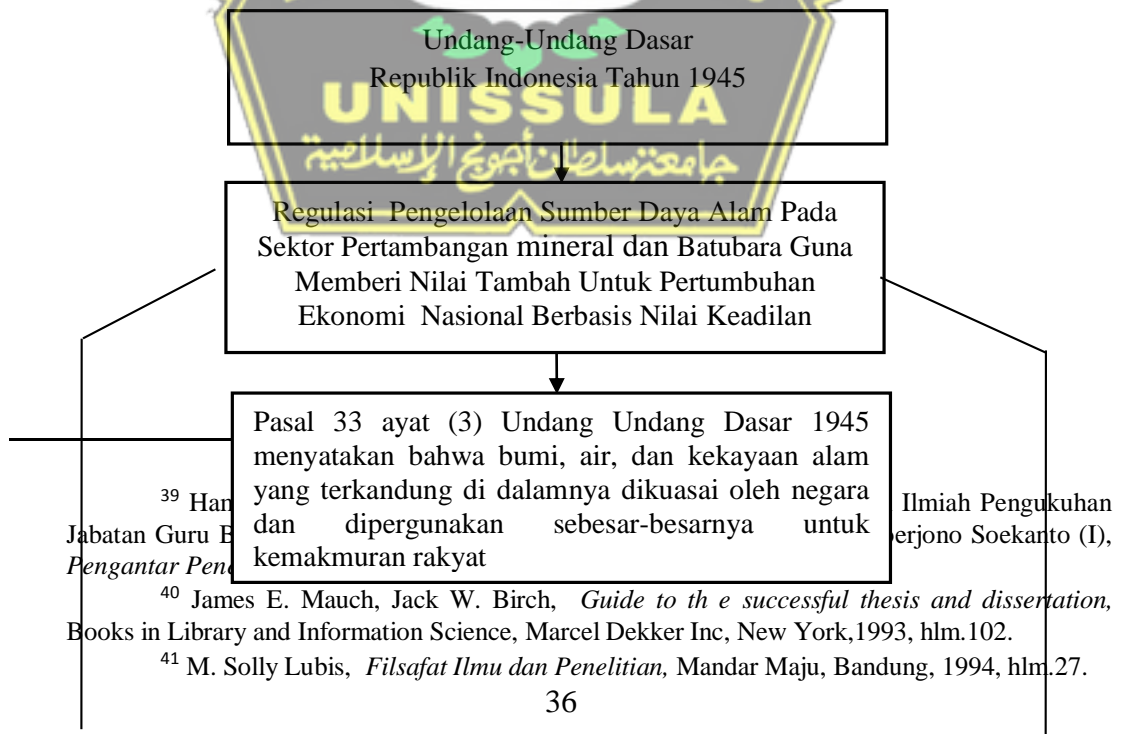 Undang-Undang Dasar
Republik Indonesia Tahun 1945
UNISSULA
جامعة سلطان أجونج الإسلامية
Regulasi Pengelolaan Sumber Daya Alam Pada
Sektor Pertambangan mineral dan Batubara Guna
Memberi Nilai Tambah Untuk Pertumbuhan
Ekonomi Nasional Berbasis Nilai Keadilan
Pasal 33 ayat (3) Undang Undang Dasar 1945
menyatakan bahwa bumi, air, dan kekayaan alam
yang terkandung di dalamnya dikuasai oleh negara
dan dipergunakan sebesar-besarnya untuk
kemakmuran rakyat
39 Han Ilmiah Pengukuhan
Jabatan Guru B erjono Soekanto (I),
Pengantar Pene
40 James E. Mauch, Jack W. Birch, Guide to th e successful thesis and dissertation,
Books in Library and Information Science, Marcel Dekker Inc, New York,1993, hlm.102.
41 M. Solly Lubis, Filsafat Ilmu dan Penelitian, Mandar Maju, Bandung, 1994, hlm.27.
36